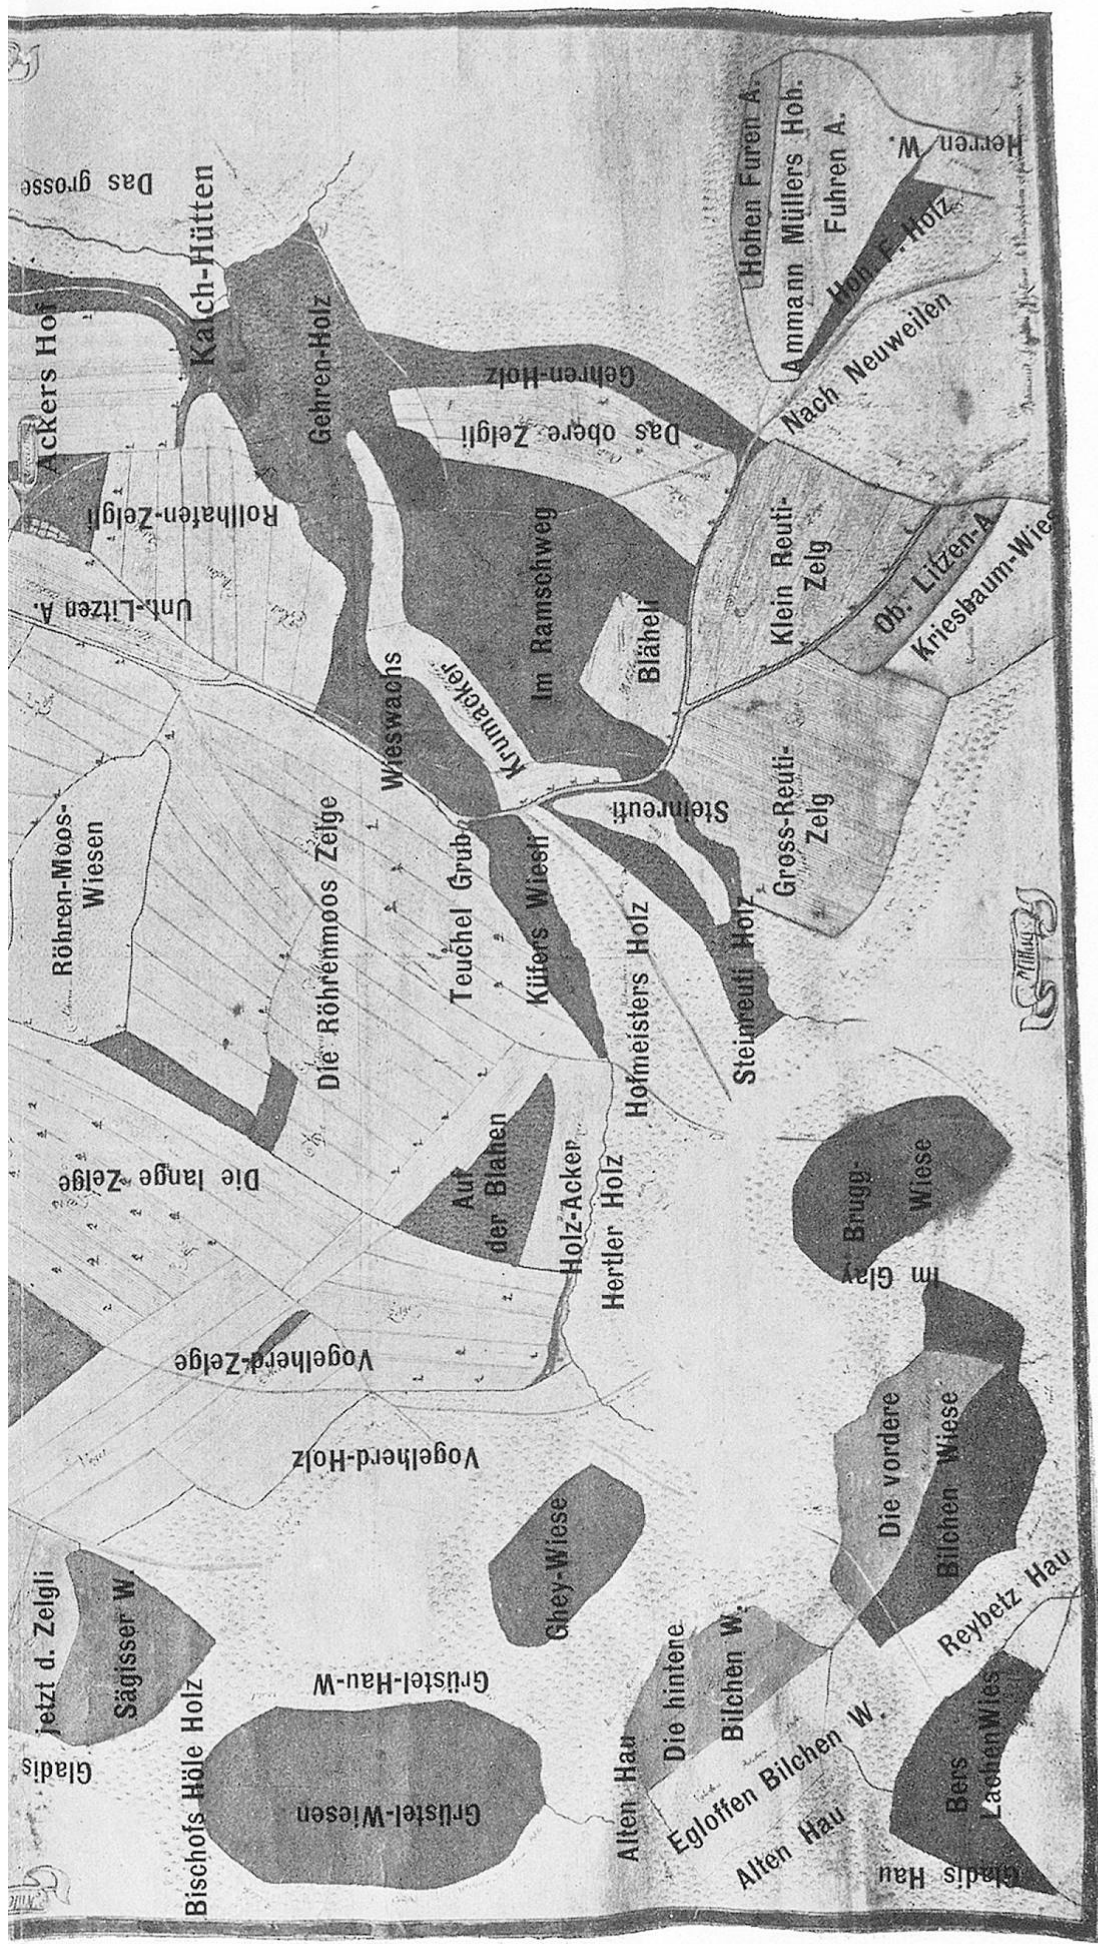 Das grosse
Kalch-Hütten
Ackers Hof
Gehren-Holz
Gehren-Holz
Das obere Zelgli
Hohen Furen A.
Ammann Müllers Hoh.
Fuhren A.
Herren W.
Hoh. F. Holz
Nach Neuweilen
Rollhafen-Zelgli
Unt.-Litzen A.
Im Ramschweg
Bläheli
Klein Reuti-
Zelg
Ob. Litzen-A
Kriesbaum-Wies
Wieswachs
Krumacker
Steinreuti
Gross-Reuti-
Zelg
Röhren-Moos-
Wiesen
Die Röhrenmoos Zelge
Teuchel Grub
Küfers Wiesli
Hofmeisters Holz
Steinreuti Holz
Mittag
Die lange Zelge
Auf
der Blahen
Holz-Acker
Hertler Holz
Brugg-
Wiese
Im Glay
Vogelherd-Zelge
Vogelherd-Holz
Ghey-Wiese
Die vordere
Bilchen Wiese
Reybetz Hau
jetzt d. Zelgli
Sägisser W.
Gladis
Bischofs Höle Holz
Grüstel-Hau-W
Grüstel-Wiesen
Die hintere
Bilchen W.
Alten Hau
Egloffen Bilchen W.
Alten Hau
Bers
LachenWies
Gladis Hau